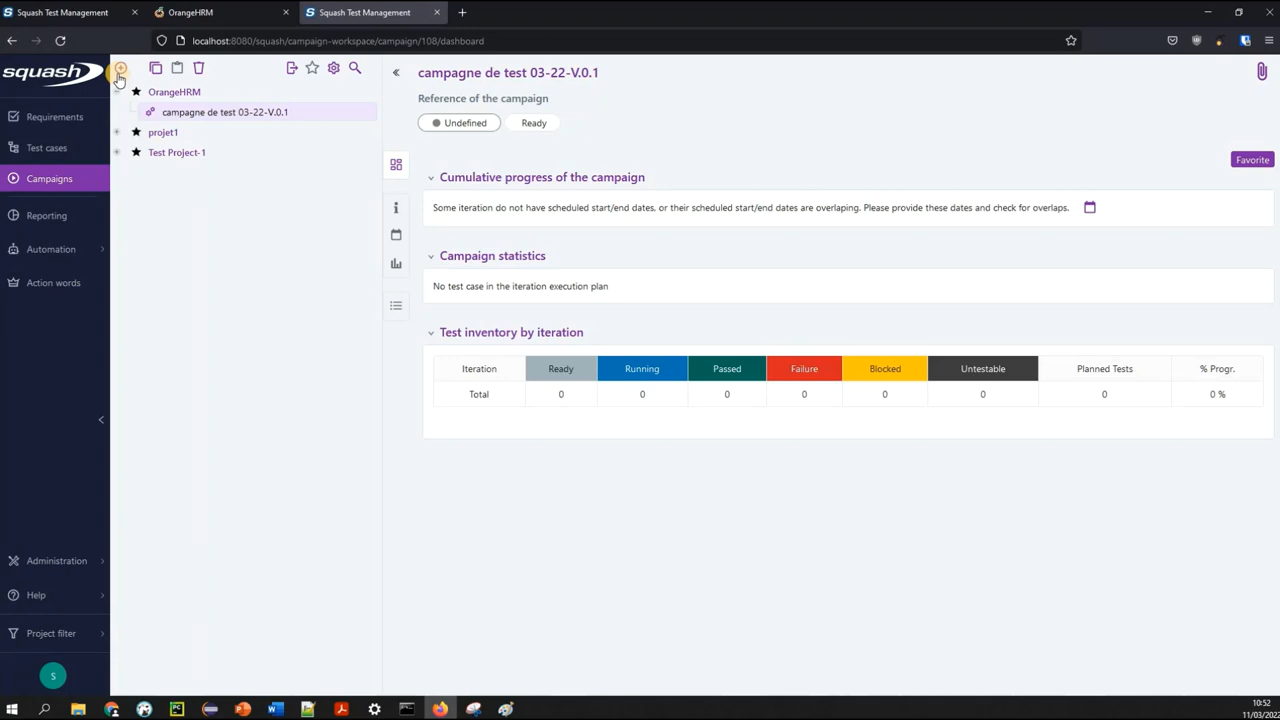 Squash Test Management
OrangeHRM
Squash Test Management
localhost:8080/squash/campaign-workspace/campaign/108/dashboard
squash
Requirements
Test cases
Campaigns
Reporting
Automation
Action words
Administration
Help
Project filter
S
OrangeHRM
campagne de test 03-22-V.0.1
projet1
Test Project-1
campagne de test 03-22-V.0.1
Reference of the campaign
Undefined
Ready
Favorite
Cumulative progress of the campaign
Some iteration do not have scheduled start/end dates, or their scheduled start/end dates are overlaping. Please provide these dates and check for overlaps.
Campaign statistics
No test case in the iteration execution plan
Test inventory by iteration
Iteration Ready Running Passed Failure Blocked Untestable Planned Tests % Progr.
Total 0 0 0 0 0 0 0 0 %
10:52
11/03/2022